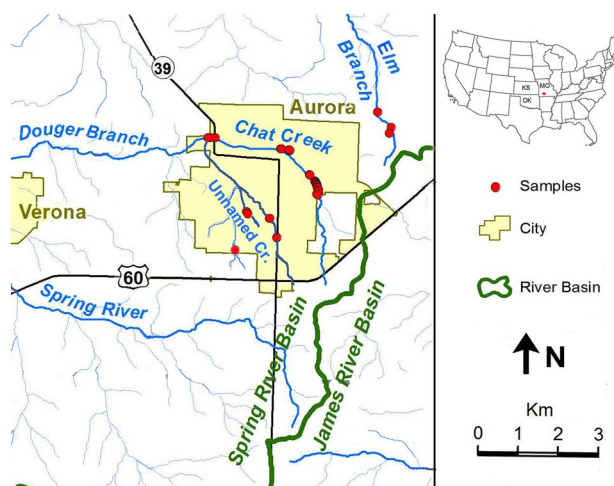 39
Elm
Branch
Aurora
Douger Branch
Chat Creek
Verona
Unnamed Cr.
60
Spring River
Spring River Basin
James River Basin
KS
MO
OK
Samples
City
River Basin
N
Km
0 1 2 3